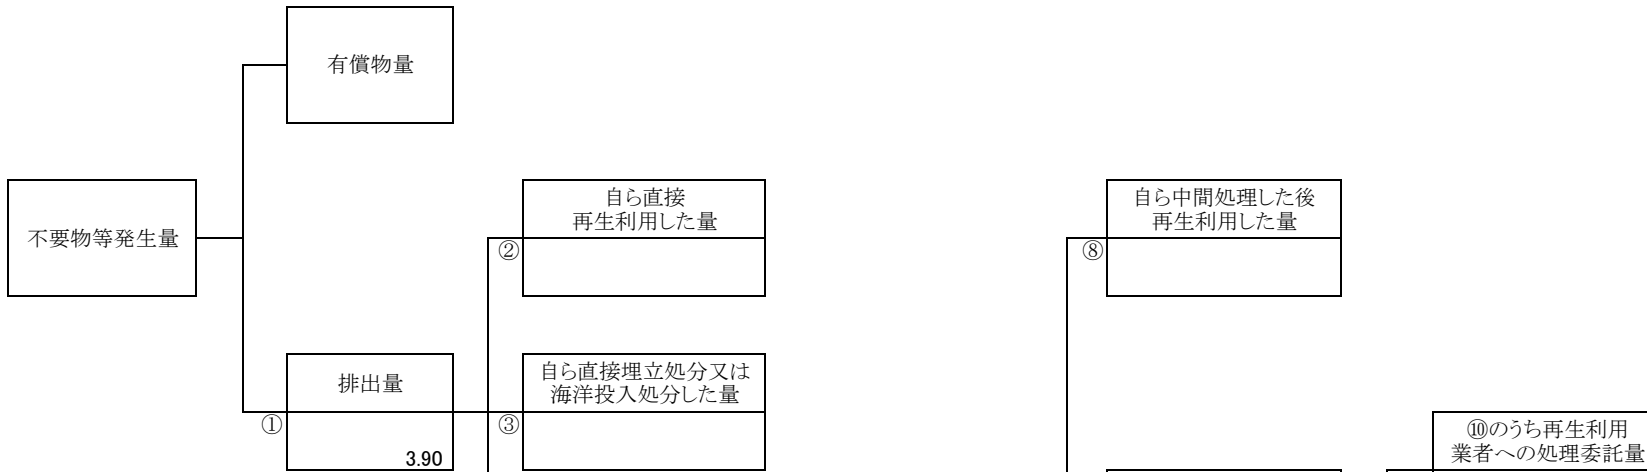 有償物量
不要物等発生量
自ら直接
再生利用した量
②
自ら中間処理した後
再生利用した量
⑧
排出量
①
3.90
自ら直接埋立処分又は
海洋投入処分した量
③
⑩のうち再生利用
業者への処理委託量